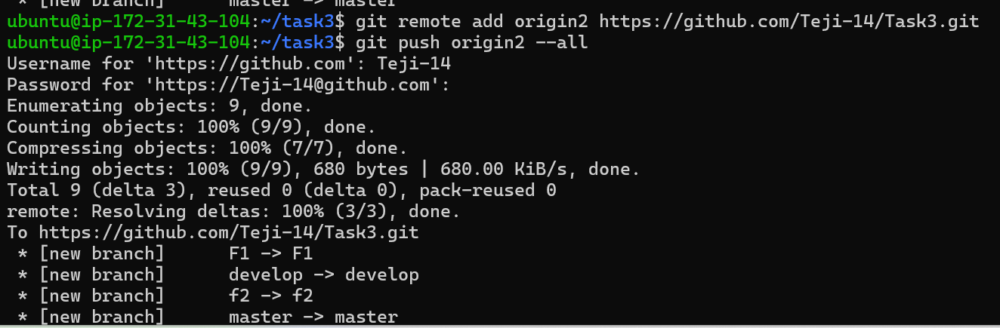 * [new branch] master -> master
ubuntu@ip-172-31-43-104:~/task3$ git remote add origin2 https://github.com/Teji-14/Task3.git
ubuntu@ip-172-31-43-104:~/task3$ git push origin2 --all
Username for 'https://github.com': Teji-14
Password for 'https://Teji-14@github.com':
Enumerating objects: 9, done.
Counting objects: 100% (9/9), done.
Compressing objects: 100% (7/7), done.
Writing objects: 100% (9/9), 680 bytes | 680.00 KiB/s, done.
Total 9 (delta 3), reused 0 (delta 0), pack-reused 0
remote: Resolving deltas: 100% (3/3), done.
To https://github.com/Teji-14/Task3.git
 * [new branch]      F1 -> F1
 * [new branch]      develop -> develop
 * [new branch]      f2 -> f2
 * [new branch]      master -> master